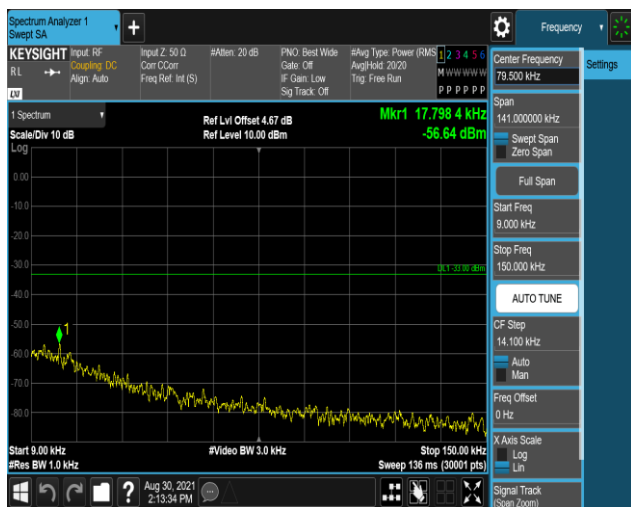 Spectrum Analyzer 1
Swept SA
+
Frequency
KEYSIGHT
RL
Input: RF
Coupling: DC
Align: Auto
Input Z: 50 Ω
Corr CCorr
Freq Ref: Int (S)
#Atten: 20 dB
PNO: Best Wide
Gate: Off
IF Gain: Low
Sig Track: Off
#Avg Type: Power (RMS
Avg|Hold: 20/20
Trig: Free Run
1 2 3 4 5 6
M W W W W W
P P P P P P
LXI
1 Spectrum
Scale/Div 10 dB
Ref Lvl Offset 4.67 dB
Ref Level 10.00 dBm
Mkr1 17.798 4 kHz
-56.64 dBm
Log
0.00
-10.0
-20.0
-30.0
-40.0
-50.0
-60.0
-70.0
-80.0
DL1 -33.00 dBm
1
Start 9.00 kHz
#Res BW 1.0 kHz
#Video BW 3.0 kHz
Stop 150.00 kHz
Sweep 136 ms (30001 pts)
Aug 30, 2021
2:13:34 PM
?
Center Frequency
79.500 kHz
Settings
Span
141.000000 kHz
Swept Span
Zero Span
Full Span
Start Freq
9.000 kHz
Stop Freq
150.000 kHz
AUTO TUNE
CF Step
14.100 kHz
Auto
Man
Freq Offset
0 Hz
X Axis Scale
Log
Lin
Signal Track
(Span Zoom)